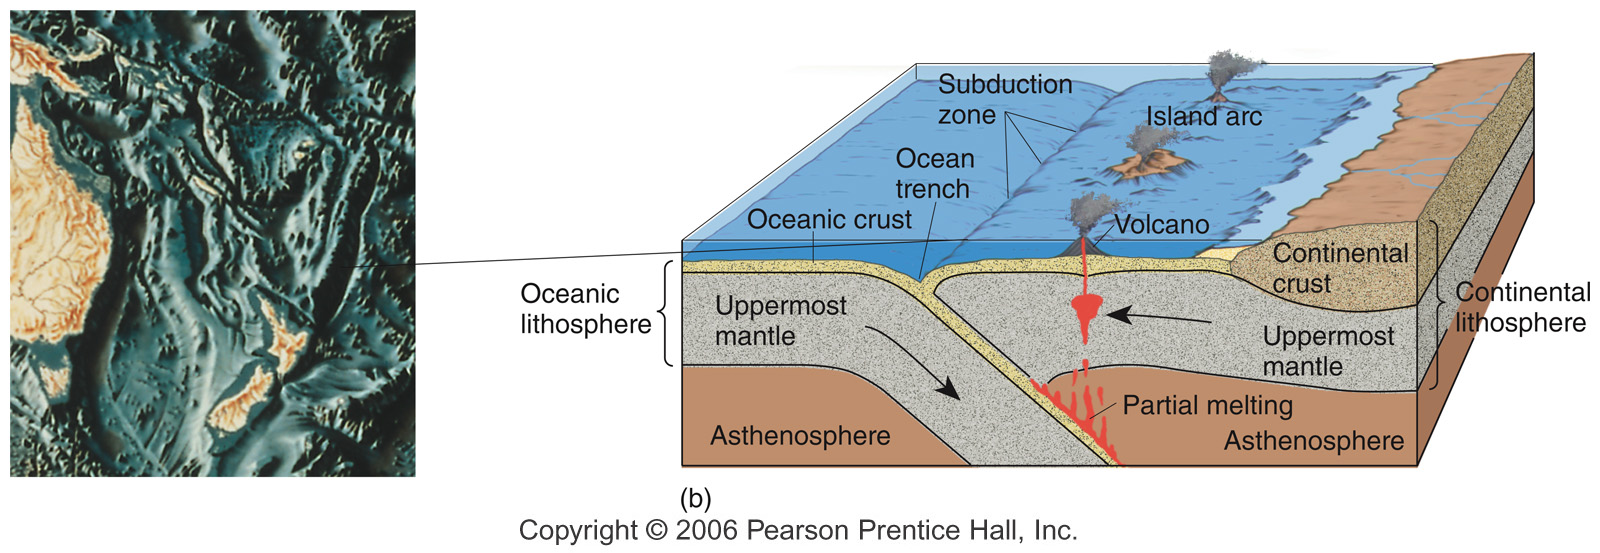 Subduction
zone
Island arc
Ocean
trench
Oceanic crust
Volcano
Continental
crust
Oceanic
lithosphere
Uppermost
mantle
Continental
lithosphere
Uppermost
mantle
Partial melting
Asthenosphere
Asthenosphere
(b)
Copyright © 2006 Pearson Prentice Hall, Inc.